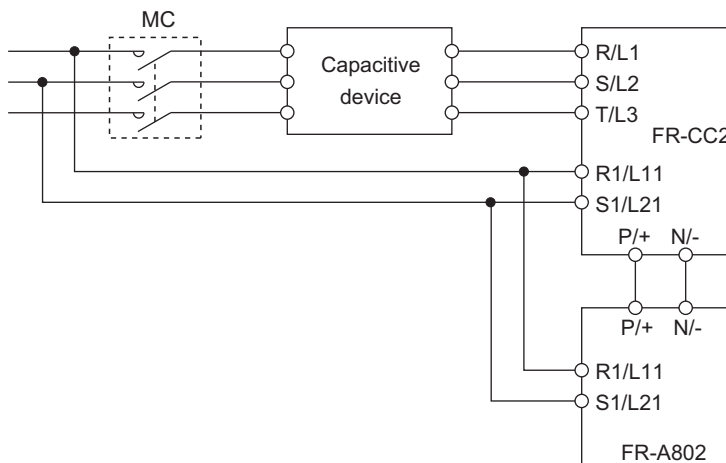 MC
Capacitive
device
R/L1
S/L2
T/L3
FR-CC2
R1/L11
S1/L21
P/+ N/-
P/+ N/-
R1/L11
S1/L21
FR-A802